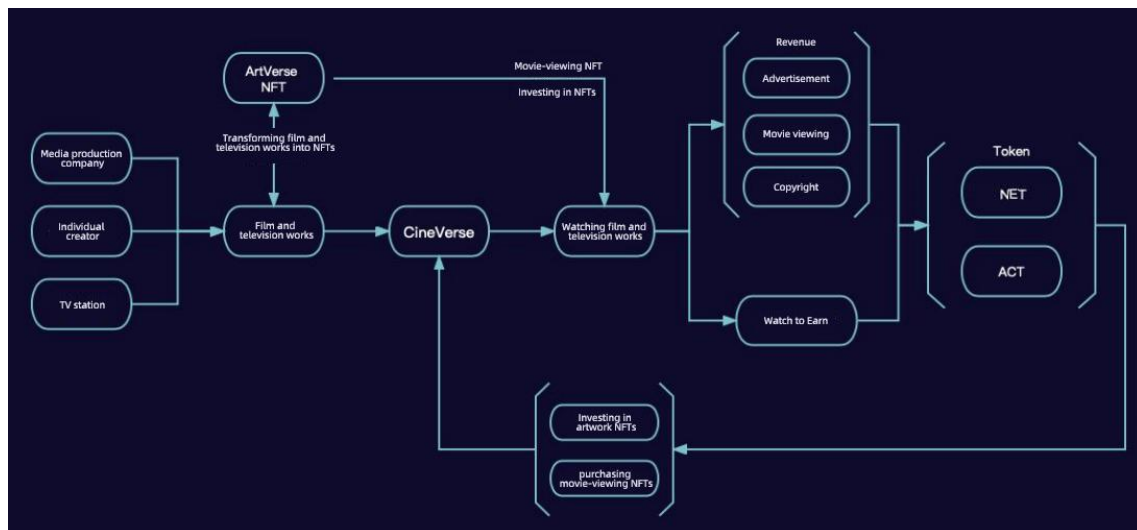 ArtVerse
NFT
Movie-viewing NFT
Investing in NFTs
Transforming film and
television works into NFTs
Media production
company
Individual
creator
TV station
Film and
television works
CineVerse
Watching film and
television works
Revenue
Advertisement
Movie viewing
Copyright
Watch to Earn
Token
NET
ACT
Investing in
artwork NFTs
purchasing
movie-viewing NFTs